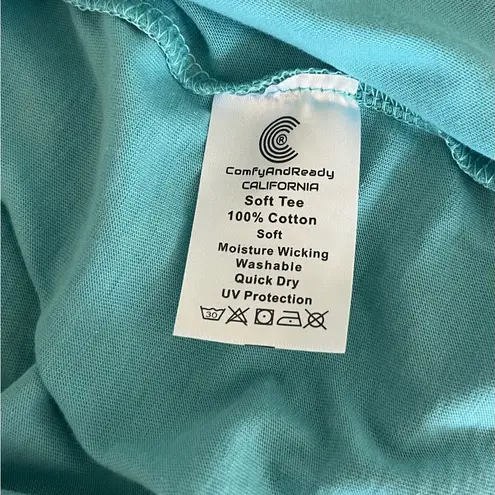 ®
ComfyAndReady
CALIFORNIA
Soft Tee
100% Cotton
Soft
Moisture Wicking
Washable
Quick Dry
UV Protection
30